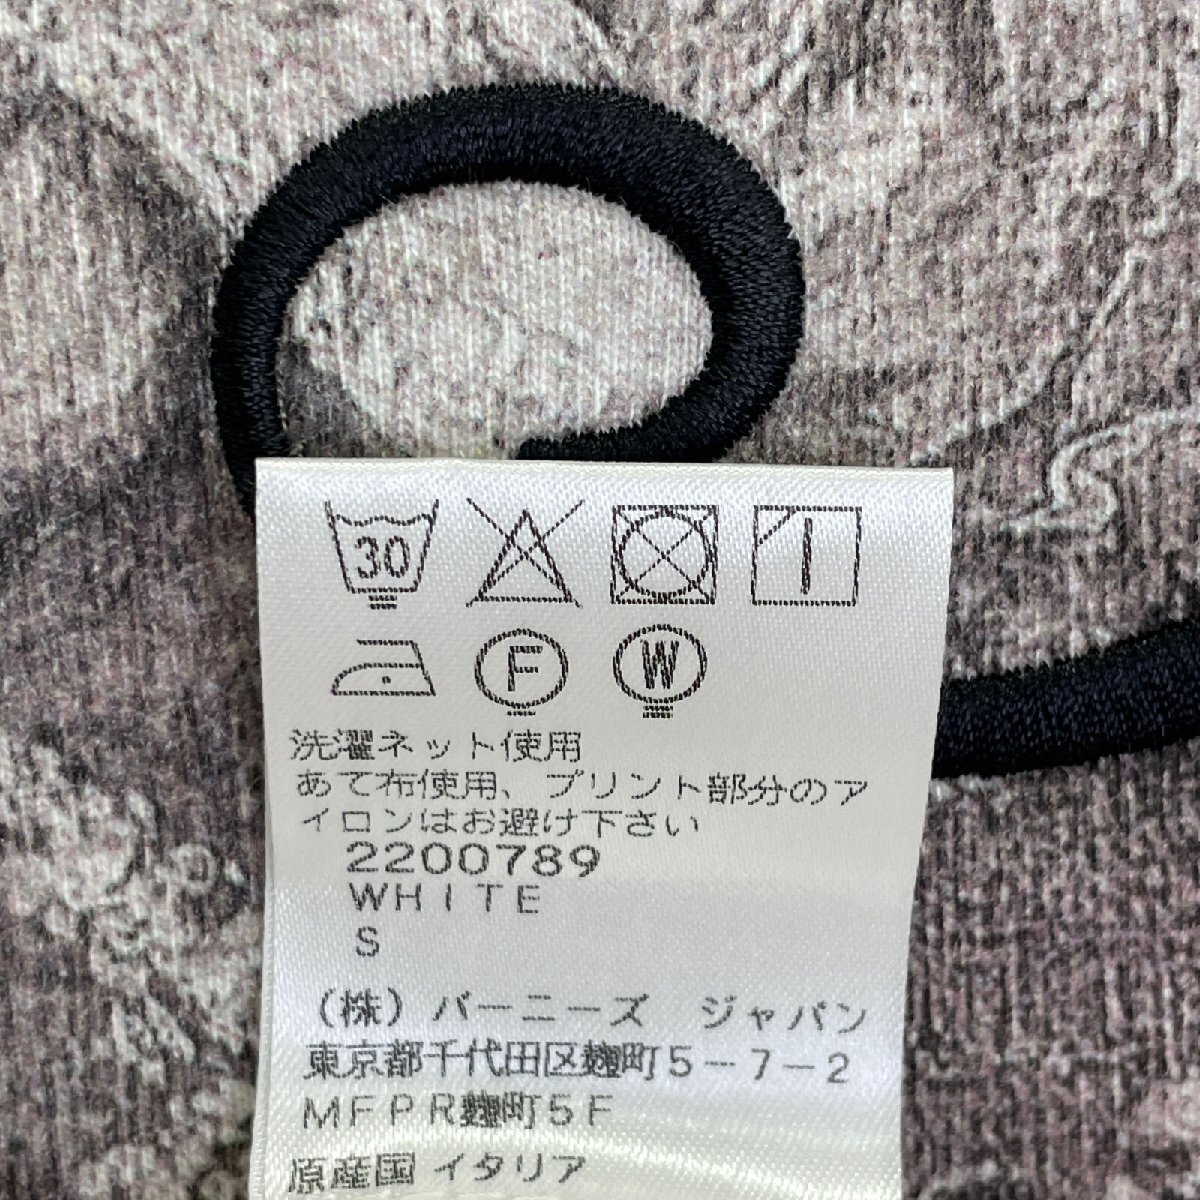 30
F W
洗濯ネット使用
あて布使用、プリント部分のア
イロンはお避け下さい
2200789
WHITE
S
（株）バーニーズ　ジャパン
東京都千代田区麹町5-7-2
MFPR麹町5F
原産国 イタリア